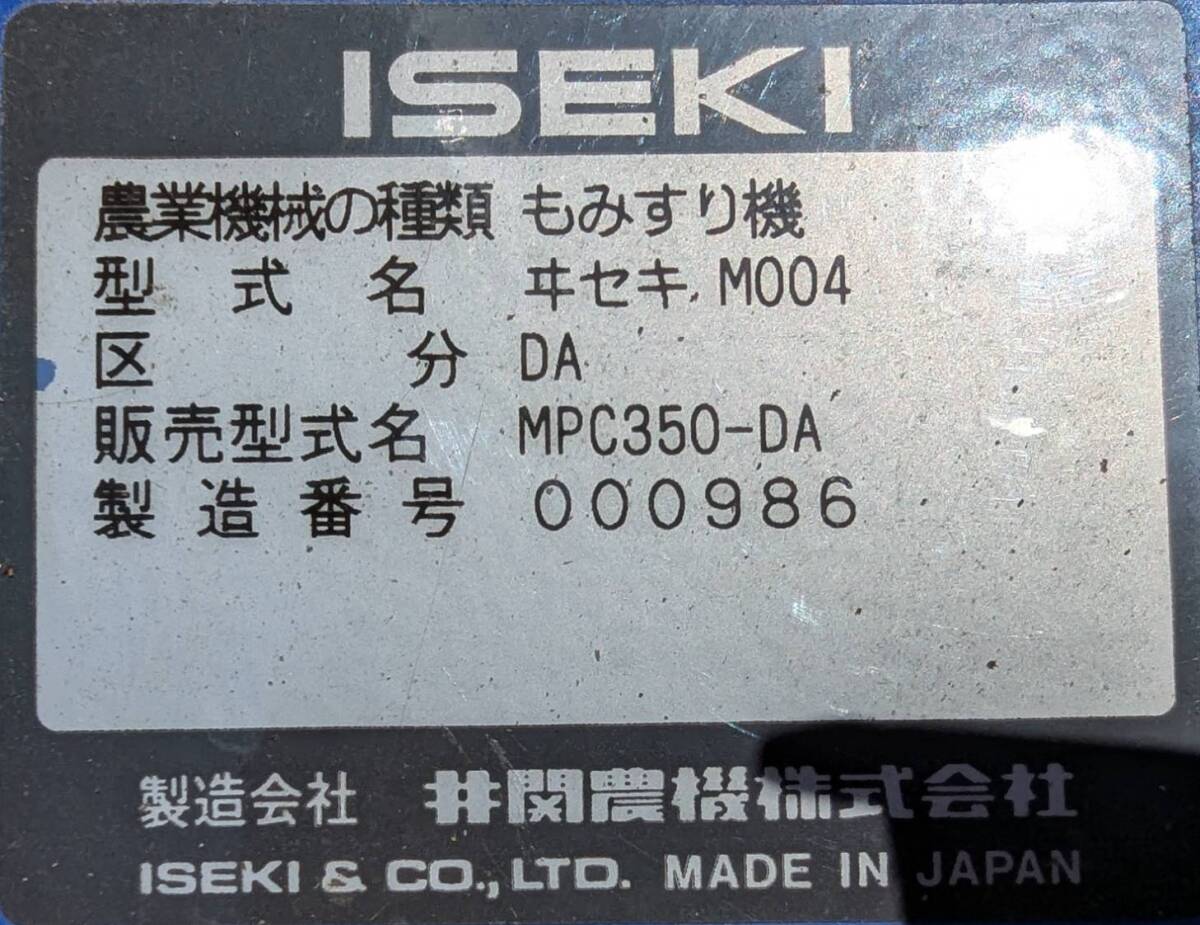 ISEKI
農業機械の種類 もみすり機
型式名 ヰセキ M004
区分 DA
販売型式名 MPC350-DA
製造番号 000986
製造会社 井関農機株式会社
ISEKI & CO., LTD. MADE IN JAPAN